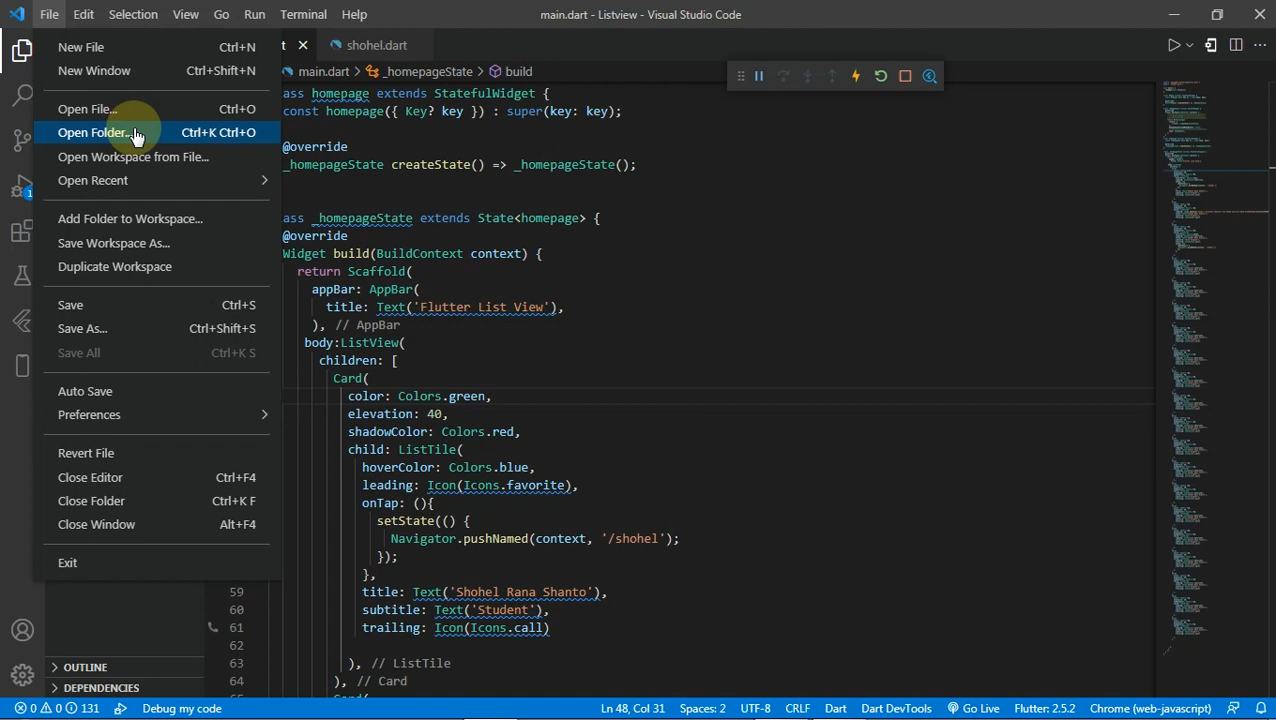 File Edit Selection View Go Run Terminal Help
main.dart - Listview - Visual Studio Code
New File Ctrl+N
New Window Ctrl+Shift+N
Open File... Ctrl+O
Open Folder... Ctrl+K Ctrl+O
Open Workspace from File...
Open Recent
Add Folder to Workspace...
Save Workspace As...
Duplicate Workspace
Save Ctrl+S
Save As... Ctrl+Shift+S
Save All Ctrl+K S
Auto Save
Preferences
Revert File
Close Editor Ctrl+F4
Close Folder Ctrl+K F
Close Window Alt+F4
Exit
1
OUTLINE
DEPENDENCIES
shohel.dart
main.dart > _homepageState > build
ass homepage extends StatefulWidget {
const homepage({ Key? key }) : super(key: key);
@override
_homepageState createState() => _homepageState();
ass _homepageState extends State<homepage> {
@override
Widget build(BuildContext context) {
return Scaffold(
appBar: AppBar(
title: Text('Flutter List View'),
), // AppBar
body:ListView(
children: [
Card(
color: Colors.green,
elevation: 40,
shadowColor: Colors.red,
child: ListTile(
hoverColor: Colors.blue,
leading: Icon(Icons.favorite),
onTap: (){
setState(() {
Navigator.pushNamed(context, '/shohel');
});
},
59 title: Text('Shohel Rana Shanto'),
60 subtitle: Text('Student'),
61 trailing: Icon(Icons.call)
62
63 ), // ListTile
64 ), // Card
0 0 131 Debug my code Ln 48, Col 31 Spaces: 2 UTF-8 CRLF Dart Dart DevTools Go Live Flutter: 2.5.2 Chrome (web-javascript)